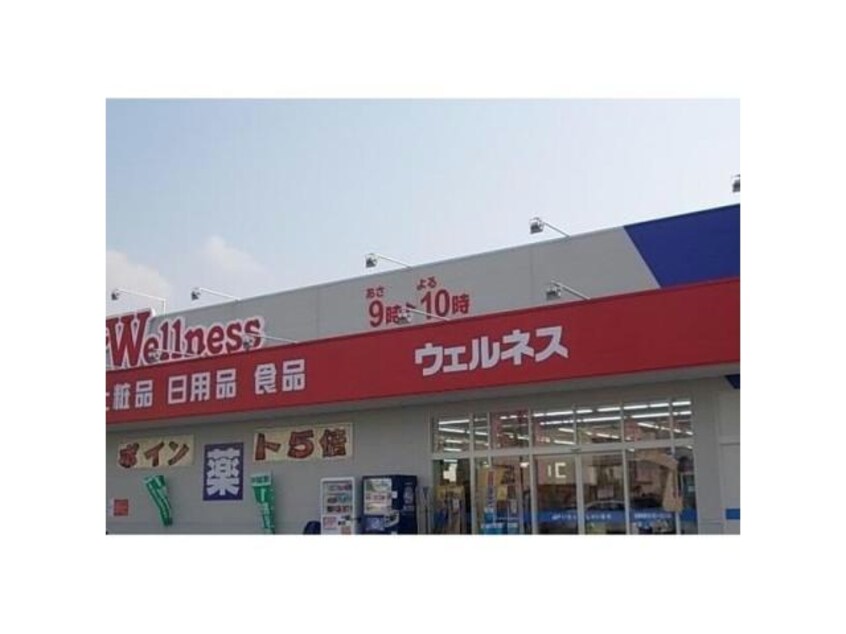 Wellness
あさ よる
9時~10時
ウェルネス
粧品 日用品 食品
ポイント5倍
薬